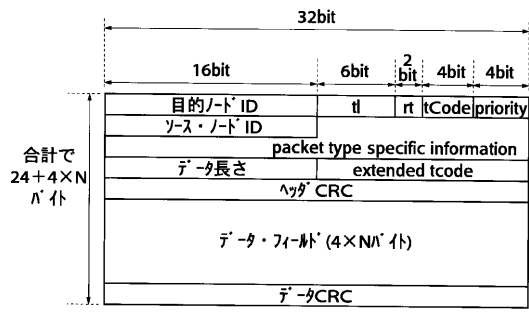 32bit
16bit
6bit
2
bit
4bit
4bit
目的ﾉｰﾄﾞID
tl
rt
tCode
priority
ｿｰｽ・ﾉｰﾄﾞID
packet type specific information
ﾃﾞｰﾀ長さ
extended tcode
ﾍｯﾀﾞCRC
ﾃﾞｰﾀ・ﾌｨｰﾙﾄﾞ(4×Nﾊﾞｲﾄ)
ﾃﾞｰﾀCRC
合計で
24＋4×N
ﾊﾞｲﾄ